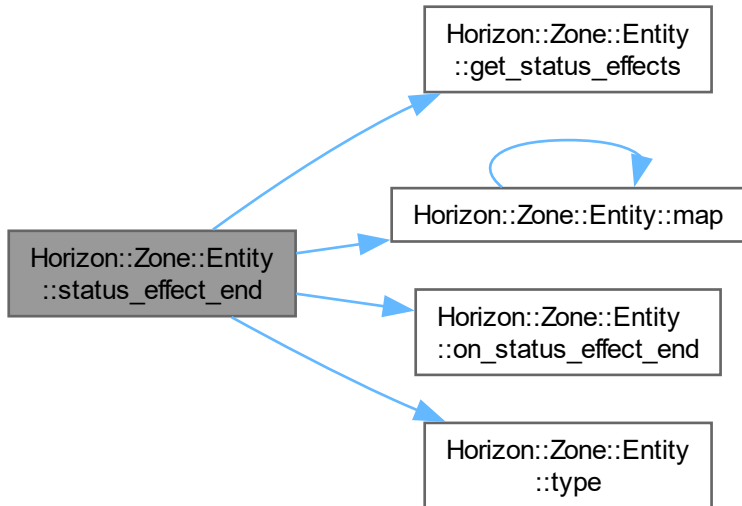 Horizon::Zone::Entity
::get_status_effects
Horizon::Zone::Entity::map
Horizon::Zone::Entity
::status_effect_end
Horizon::Zone::Entity
::on_status_effect_end
Horizon::Zone::Entity
::type